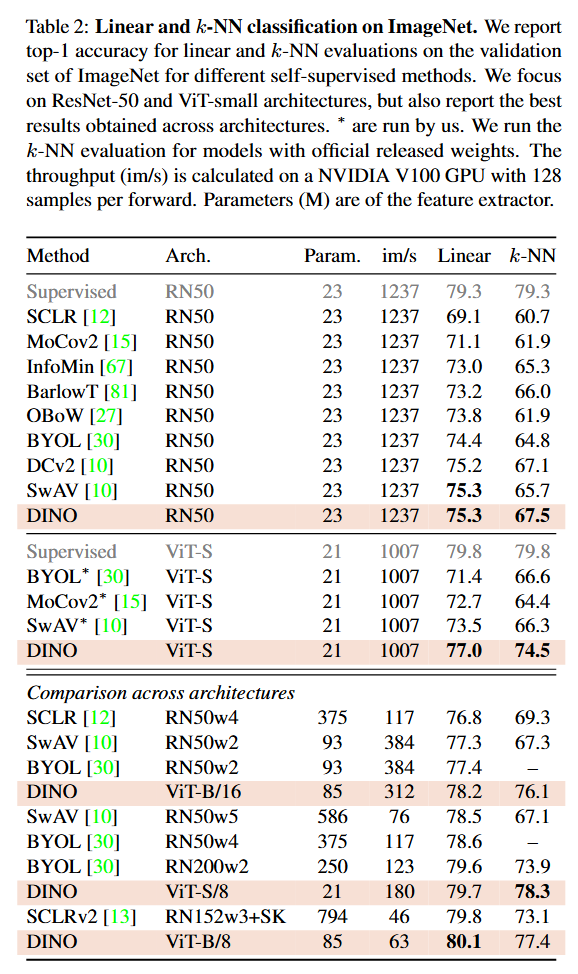 Table 2: Linear and k-NN classification on ImageNet. We report
top-1 accuracy for linear and k-NN evaluations on the validation
set of ImageNet for different self-supervised methods. We focus
on ResNet-50 and ViT-small architectures, but also report the best
results obtained across architectures. * are run by us. We run the
k-NN evaluation for models with official released weights. The
throughput (im/s) is calculated on a NVIDIA V100 GPU with 128
samples per forward. Parameters (M) are of the feature extractor.
Method Arch. Param. im/s Linear k-NN
Supervised RN50 23 1237 79.3 79.3
SCLR [12] RN50 23 1237 69.1 60.7
MoCov2 [15] RN50 23 1237 71.1 61.9
InfoMin [67] RN50 23 1237 73.0 65.3
BarlowT [81] RN50 23 1237 73.2 66.0
OBoW [27] RN50 23 1237 73.8 61.9
BYOL [30] RN50 23 1237 74.4 64.8
DCv2 [10] RN50 23 1237 75.2 67.1
SwAV [10] RN50 23 1237 75.3 65.7
DINO RN50 23 1237 75.3 67.5
Supervised ViT-S 21 1007 79.8 79.8
BYOL* [30] ViT-S 21 1007 71.4 66.6
MoCov2* [15] ViT-S 21 1007 72.7 64.4
SwAV* [10] ViT-S 21 1007 73.5 66.3
DINO ViT-S 21 1007 77.0 74.5
Comparison across architectures
SCLR [12] RN50w4 375 117 76.8 69.3
SwAV [10] RN50w2 93 384 77.3 67.3
BYOL [30] RN50w2 93 384 77.4 –
DINO ViT-B/16 85 312 78.2 76.1
SwAV [10] RN50w5 586 76 78.5 67.1
BYOL [30] RN50w4 375 117 78.6 –
BYOL [30] RN200w2 250 123 79.6 73.9
DINO ViT-S/8 21 180 79.7 78.3
SCLRv2 [13] RN152w3+SK 794 46 79.8 73.1
DINO ViT-B/8 85 63 80.1 77.4